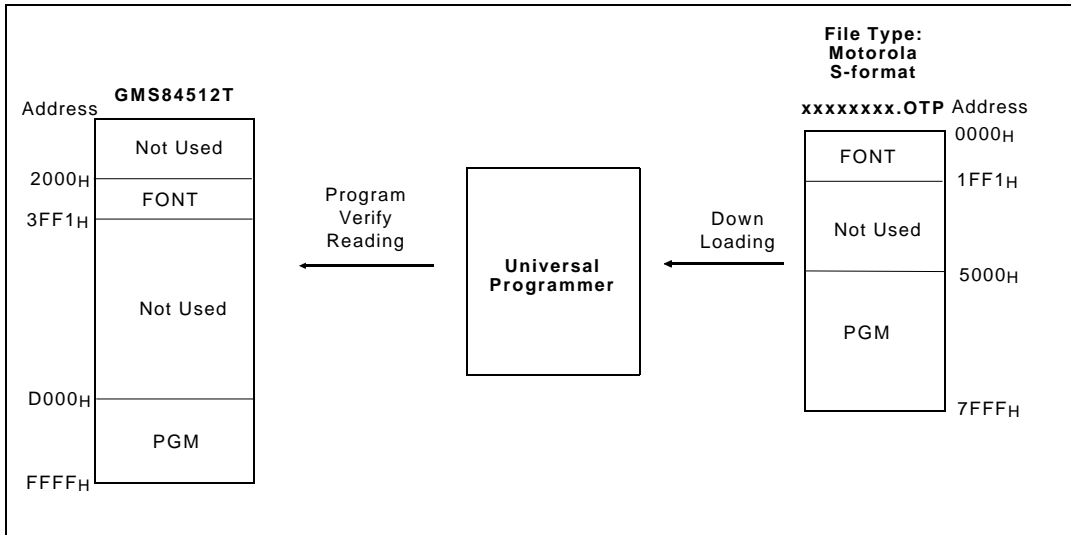 GMS84512T
Address
Not Used
2000H
FONT
3FF1H
Not Used
D000H
PGM
FFFFH
Program
Verify
Reading
Universal
Programmer
Down
Loading
File Type:
Motorola
S-format
xxxxxxxx.OTP Address
0000H
FONT
1FF1H
Not Used
5000H
PGM
7FFFH